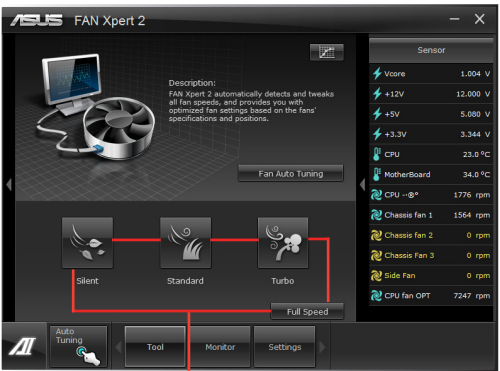 ASUS FAN Xpert 2
Description:
FAN Xpert 2 automatically detects and tweaks
all fan speeds, and provides you with
optimized fan settings based on the fans'
specifications and positions.
Fan Auto Tuning
Silent
Standard
Turbo
Full Speed
Sensor
Vcore 1.004 V
+12V 12.000 V
+5V 5.080 V
+3.3V 3.344 V
CPU 23.0 ºC
MotherBoard 34.0 ºC
CPU 1776 rpm
Chassis fan 1 1564 rpm
Chassis fan 2 0 rpm
Chassis Fan 3 0 rpm
Side Fan 0 rpm
CPU fan OPT 7247 rpm
Auto
Tuning
Tool
Monitor
Settings